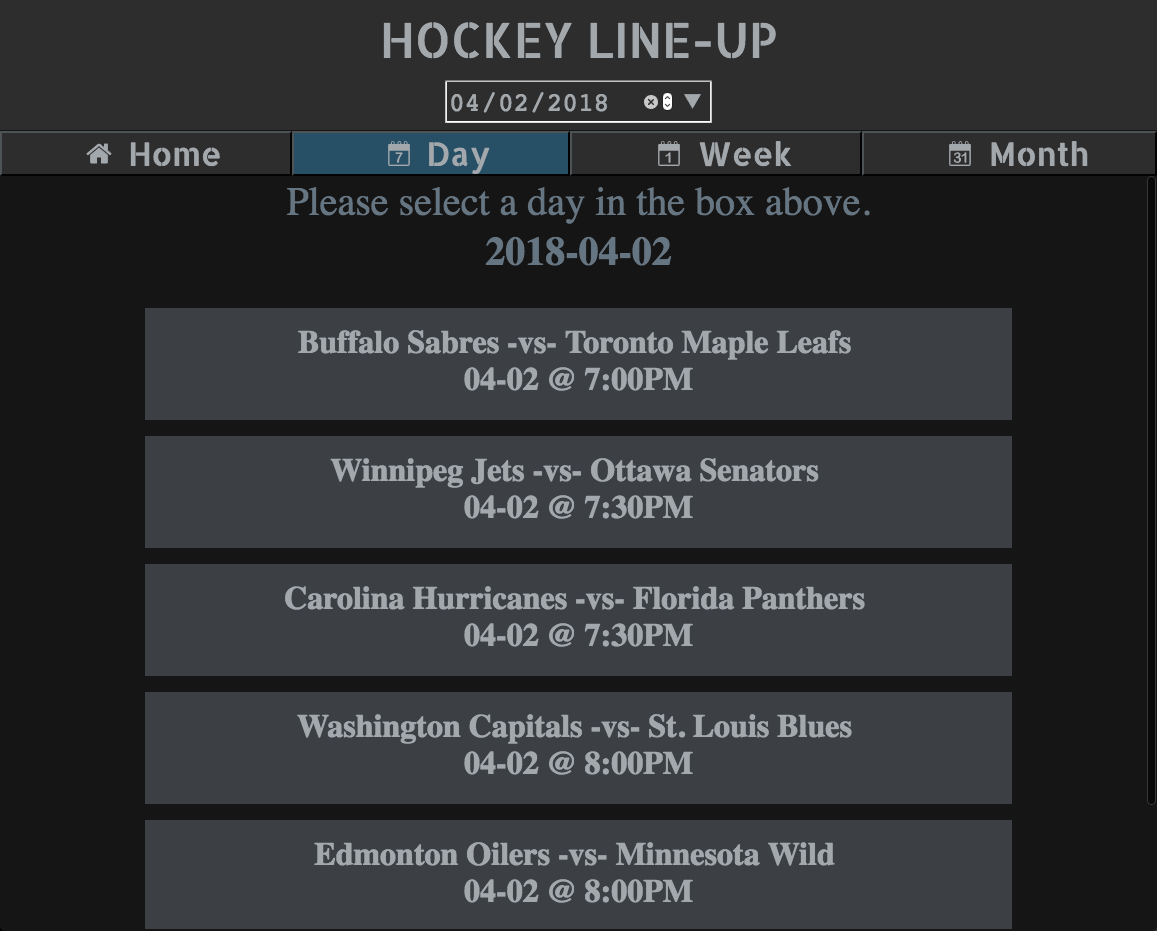 HOCKEY LINE-UP
04/02/2018
Home
7 Day
1 Week
31 Month
Please select a day in the box above.
2018-04-02
Buffalo Sabres -vs- Toronto Maple Leafs
04-02 @ 7:00PM
Winnipeg Jets -vs- Ottawa Senators
04-02 @ 7:30PM
Carolina Hurricanes -vs- Florida Panthers
04-02 @ 7:30PM
Washington Capitals -vs- St. Louis Blues
04-02 @ 8:00PM
Edmonton Oilers -vs- Minnesota Wild
04-02 @ 8:00PM